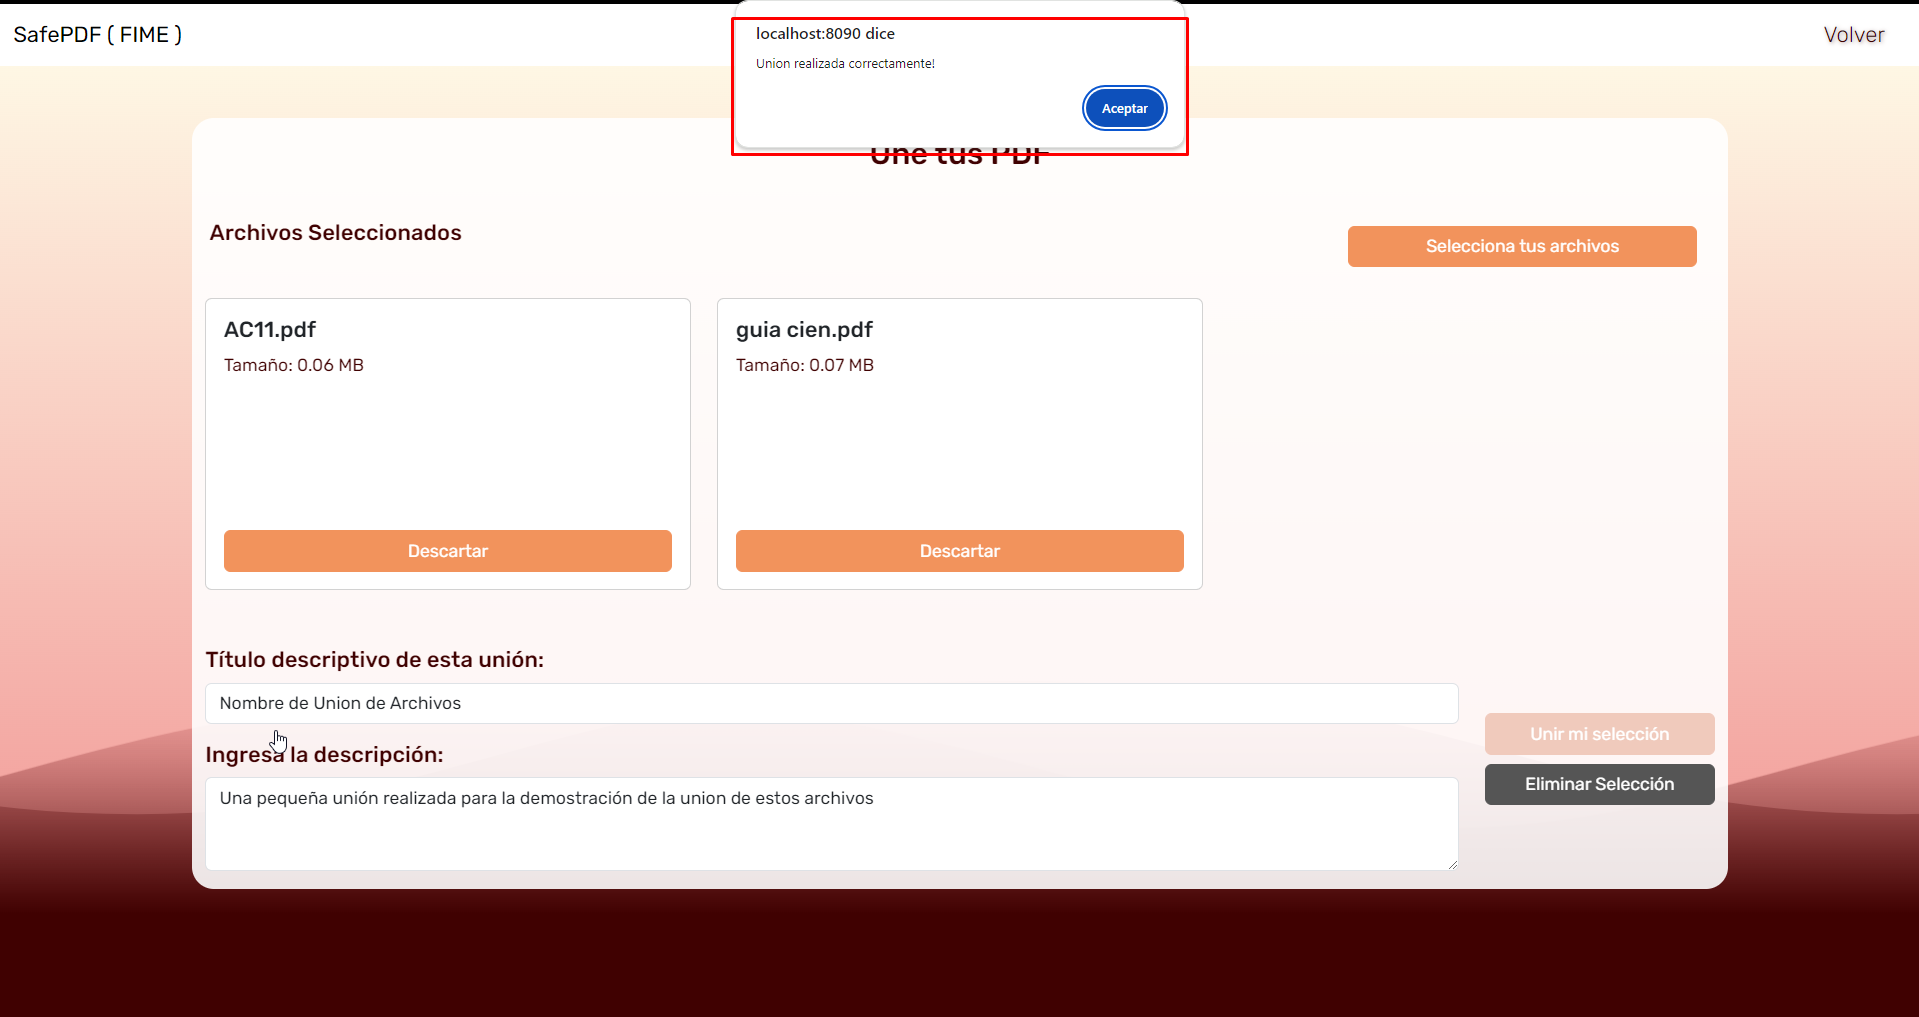 SafePDF ( FIME )
Volver
localhost:8090 dice
Union realizada correctamente!
Aceptar
Une tus PDF
Archivos Seleccionados
Selecciona tus archivos
AC11.pdf
Tamaño: 0.06 MB
Descartar
guia cien.pdf
Tamaño: 0.07 MB
Descartar
Título descriptivo de esta unión:
Nombre de Union de Archivos
Ingresa la descripción:
Una pequeña unión realizada para la demostración de la union de estos archivos
Unir mi selección
Eliminar Selección